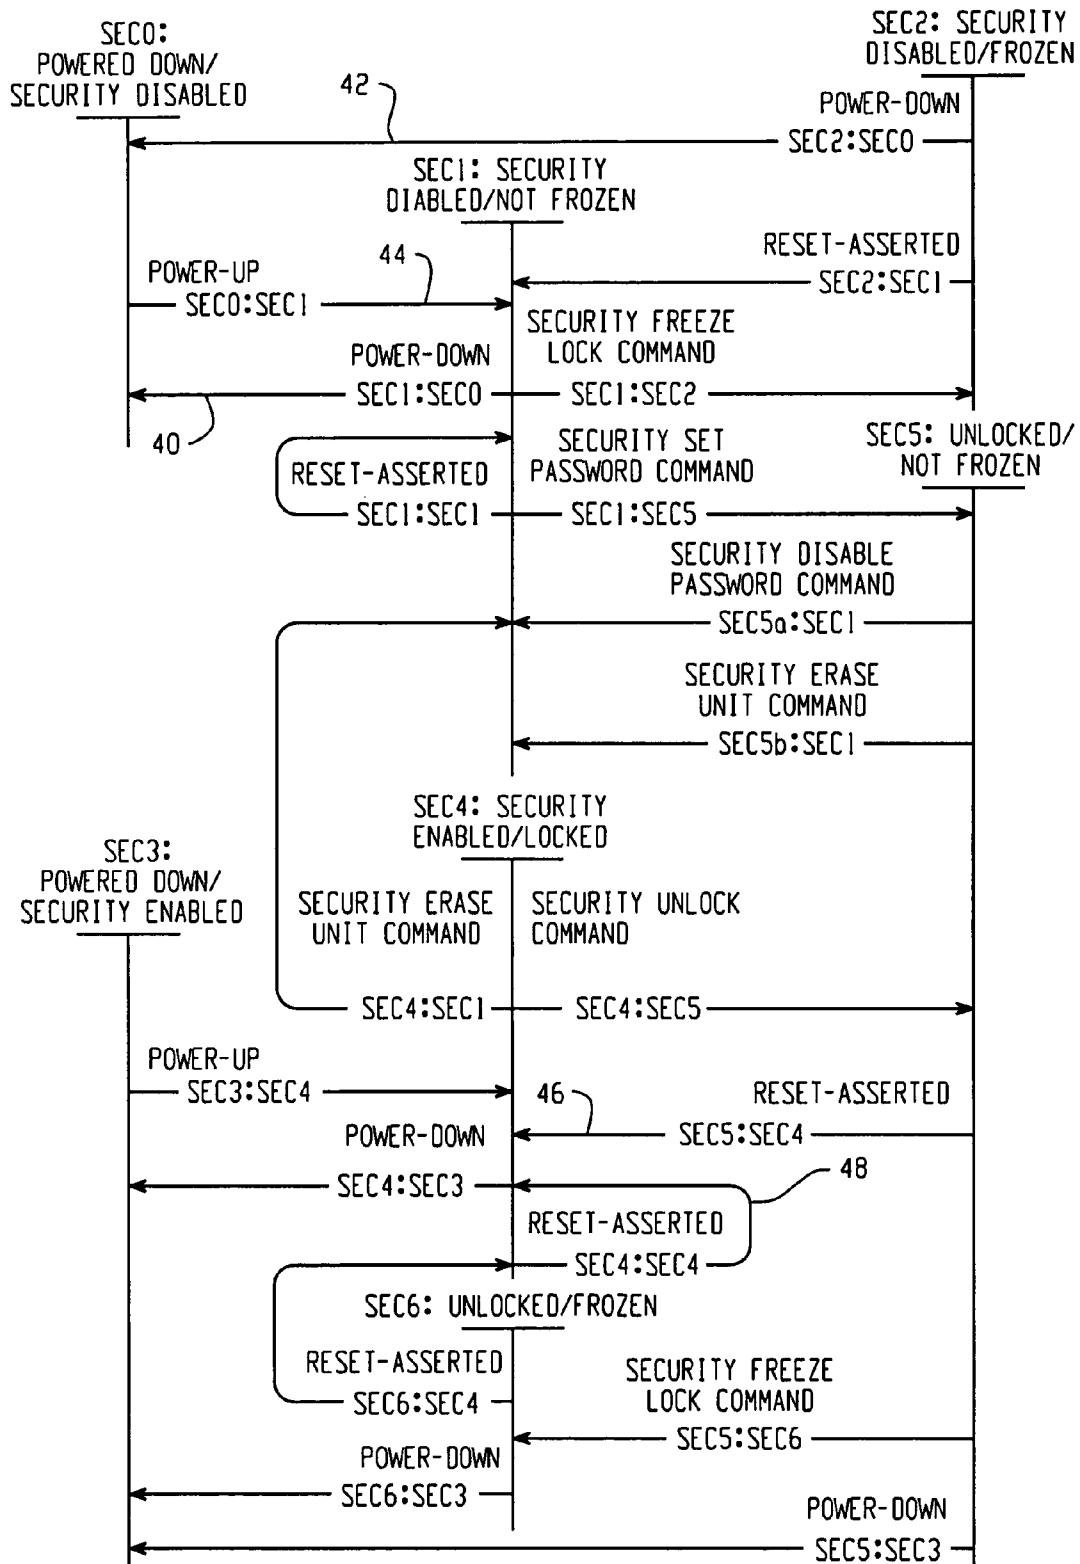 SEC0:
POWERED DOWN/
SECURITY DISABLED
SEC2: SECURITY
DISABLED/FROZEN
42
POWER-DOWN
SEC2:SEC0
SEC1: SECURITY
DIABLED/NOT FROZEN
RESET-ASSERTED
SEC2:SEC1
44
POWER-UP
SEC0:SEC1
SECURITY FREEZE
LOCK COMMAND
POWER-DOWN
SEC1:SEC0
SEC1:SEC2
40
SEC5: UNLOCKED/
NOT FROZEN
SECURITY SET
PASSWORD COMMAND
RESET-ASSERTED
SEC1:SEC1
SEC1:SEC5
SECURITY DISABLE
PASSWORD COMMAND
SEC5a:SEC1
SECURITY ERASE
UNIT COMMAND
SEC5b:SEC1
SEC4: SECURITY
ENABLED/LOCKED
SEC3:
POWERED DOWN/
SECURITY ENABLED
SECURITY ERASE
UNIT COMMAND
SECURITY UNLOCK
COMMAND
SEC4:SEC1
SEC4:SEC5
POWER-UP
SEC3:SEC4
46
RESET-ASSERTED
SEC5:SEC4
POWER-DOWN
SEC4:SEC3
48
RESET-ASSERTED
SEC4:SEC4
SEC6: UNLOCKED/FROZEN
RESET-ASSERTED
SEC6:SEC4
SECURITY FREEZE
LOCK COMMAND
SEC5:SEC6
POWER-DOWN
SEC6:SEC3
POWER-DOWN
SEC5:SEC3